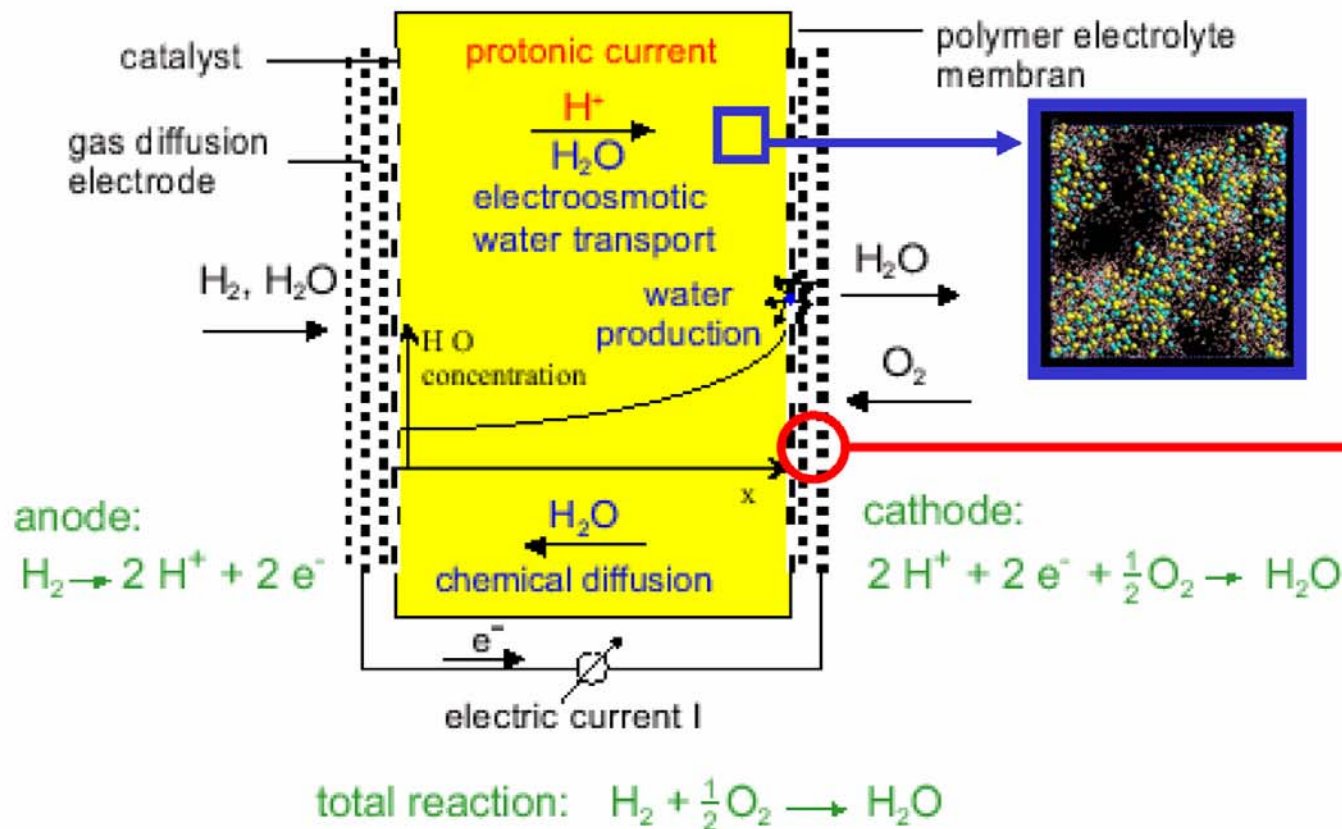 catalyst
gas diffusion
electrode
protonic current
H⁺
H₂O
electroosmotic
water transport
polymer electrolyte
membran
H₂, H₂O
water
production
H₂O
O₂
H O
concentration
x
H₂O
chemical diffusion
anode:
H₂ → 2 H⁺ + 2 e⁻
cathode:
2 H⁺ + 2 e⁻ + ½O₂ → H₂O
e⁻
electric current I
total reaction: H₂ + ½O₂ → H₂O